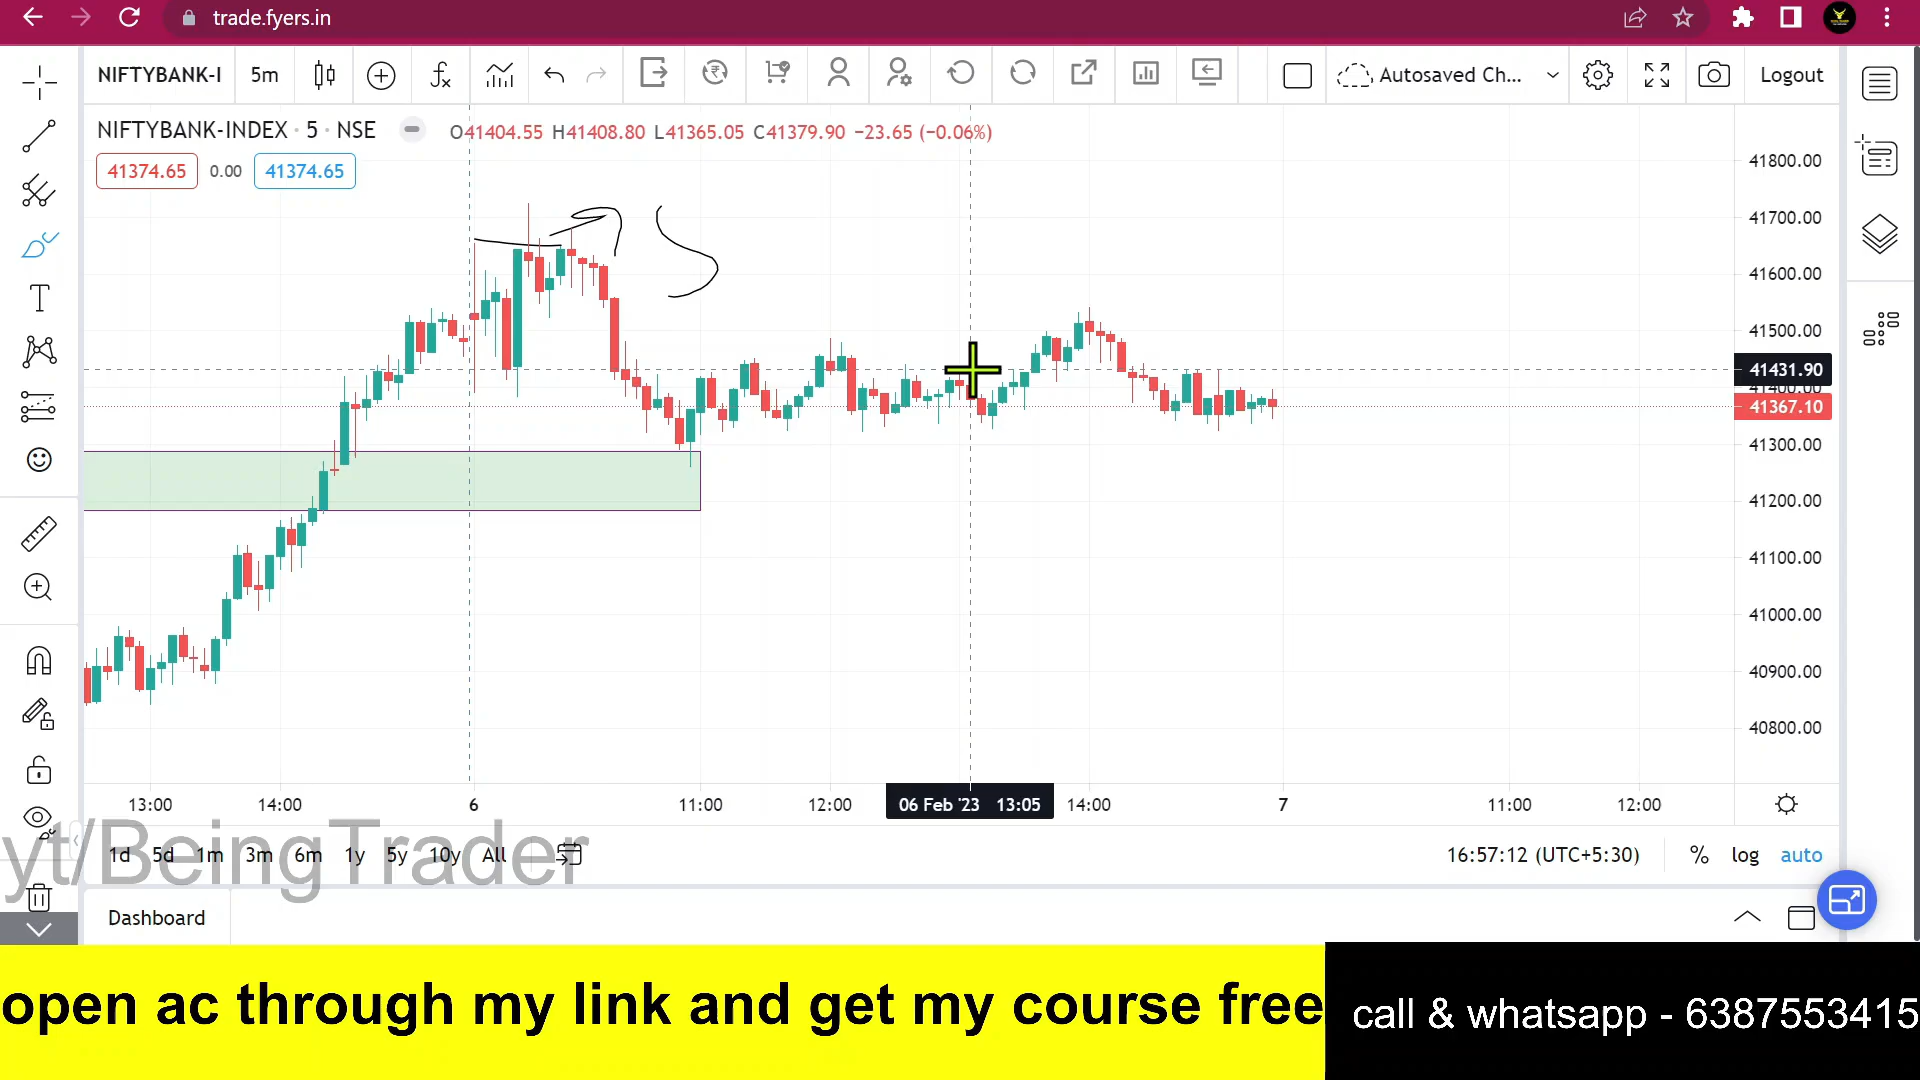 trade.fyers.in
NIFTYBANK-I 5m Autosaved Ch... Logout
NIFTYBANK-INDEX · 5 · NSE O41404.55 H41408.80 L41365.05 C41379.90 −23.65 (−0.06%)
41374.65 0.00 41374.65
41800.00
41700.00
41600.00
41500.00
41431.90
41400.00
41367.10
41300.00
41200.00
41100.00
41000.00
40900.00
40800.00
13:00 14:00 6 11:00 12:00 06 Feb '23 13:05 14:00 7 11:00 12:00
yt/BeingTrader
1d 5d 1m 3m 6m 1y 5y 10y All 16:57:12 (UTC+5:30) % log auto
Dashboard
open ac through my link and get my course free
call & whatsapp - 6387553415